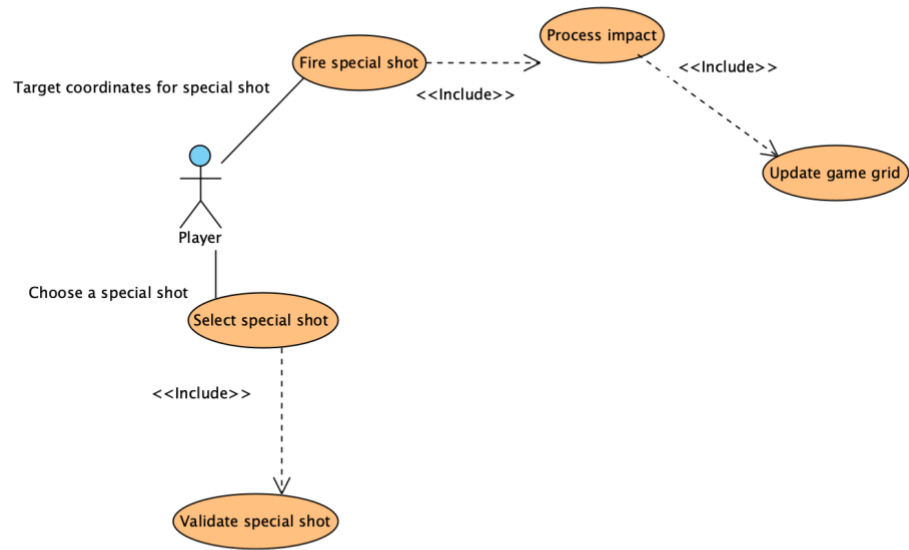 Process impact
Fire special shot
<<Include>>
<<Include>>
Target coordinates for special shot
Update game grid
Player
Choose a special shot
Select special shot
<<Include>>
Validate special shot